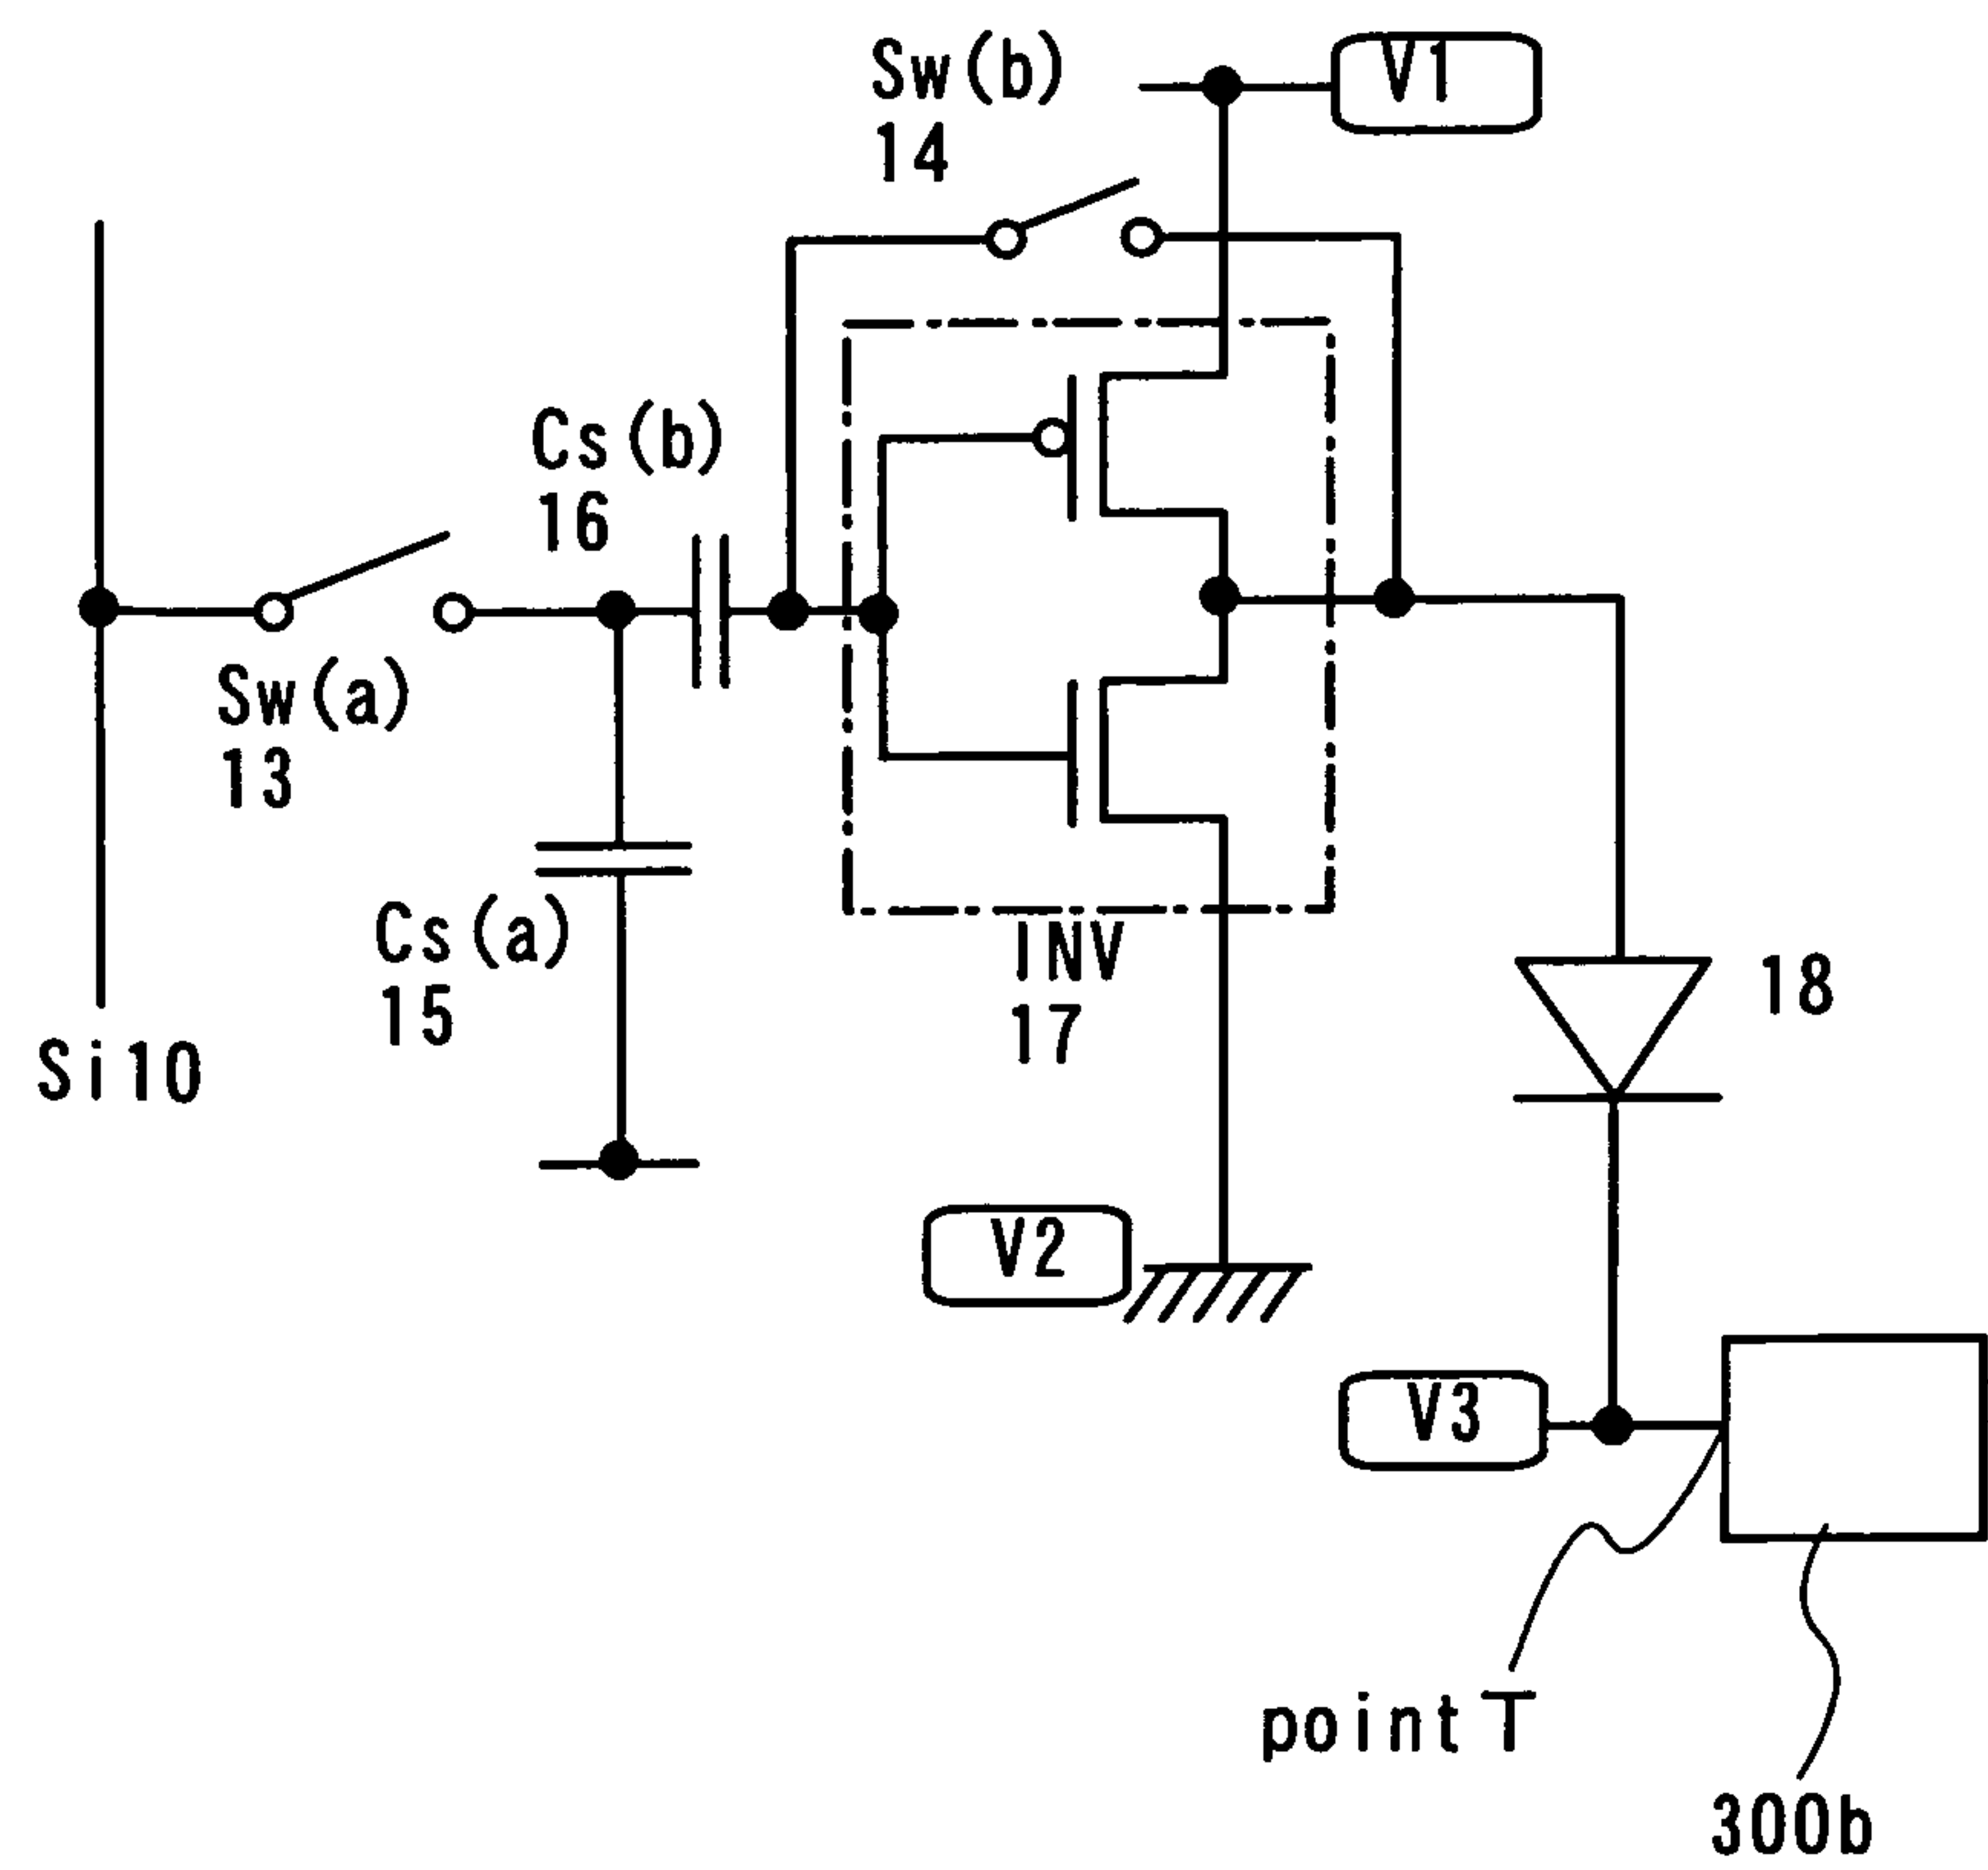 Sw(b)
14
V1
Cs(b)
16
Sw(a)
13
Cs(a)
15
INV
17
18
Si10
V2
V3
point T
300b